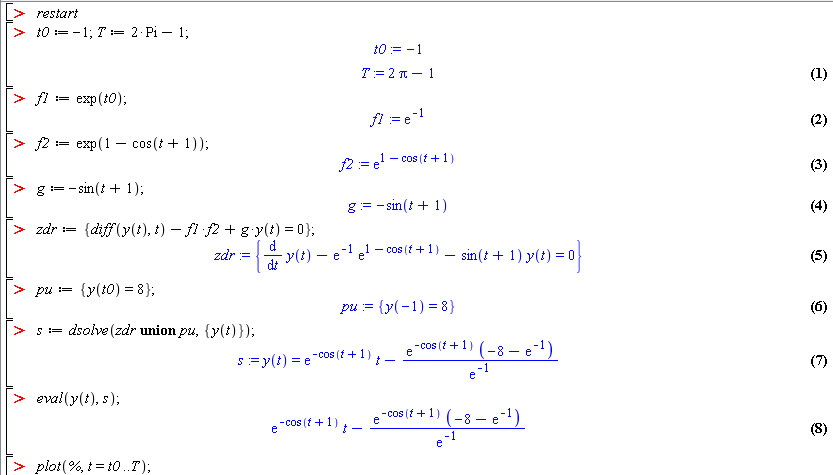 > restart
> t0 := −1; T := 2·Pi − 1;
t0 := −1
T := 2 π − 1 (1)
> f1 := exp(t0);
f1 := e^-1 (2)
> f2 := exp(1 − cos(t + 1));
f2 := e^(1 − cos(t + 1)) (3)
> g := −sin(t + 1);
g := −sin(t + 1) (4)
> zdr := {diff(y(t), t) − f1·f2 + g·y(t) = 0};
zdr := {d/dt y(t) − e^-1 e^(1 − cos(t + 1)) − sin(t + 1) y(t) = 0} (5)
> pu := {y(t0) = 8};
pu := {y(−1) = 8} (6)
> s := dsolve(zdr union pu, {y(t)});
s := y(t) = e^(−cos(t + 1)) t − e^(−cos(t + 1)) (−8 − e^-1) / e^-1 (7)
> eval(y(t), s);
e^(−cos(t + 1)) t − e^(−cos(t + 1)) (−8 − e^-1) / e^-1 (8)
> plot(%, t = t0 ..T);